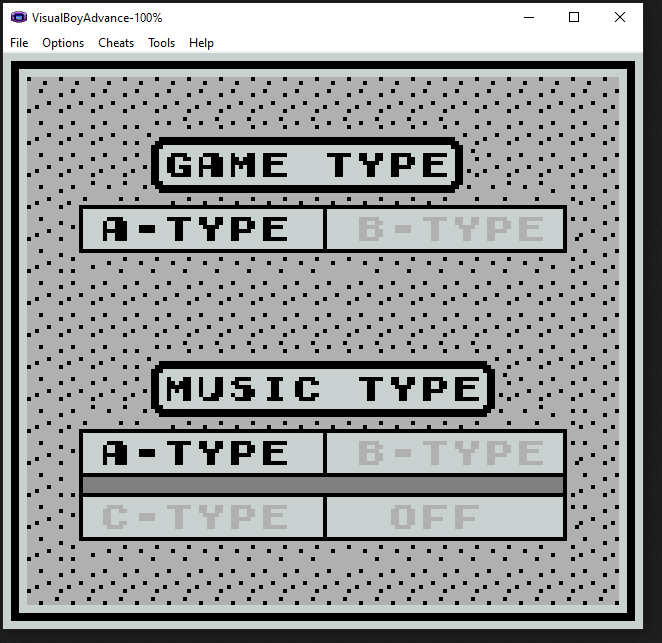 VisualBoyAdvance-100%
File Options Cheats Tools Help
GAME TYPE
A-TYPE B-TYPE
MUSIC TYPE
A-TYPE B-TYPE
C-TYPE OFF